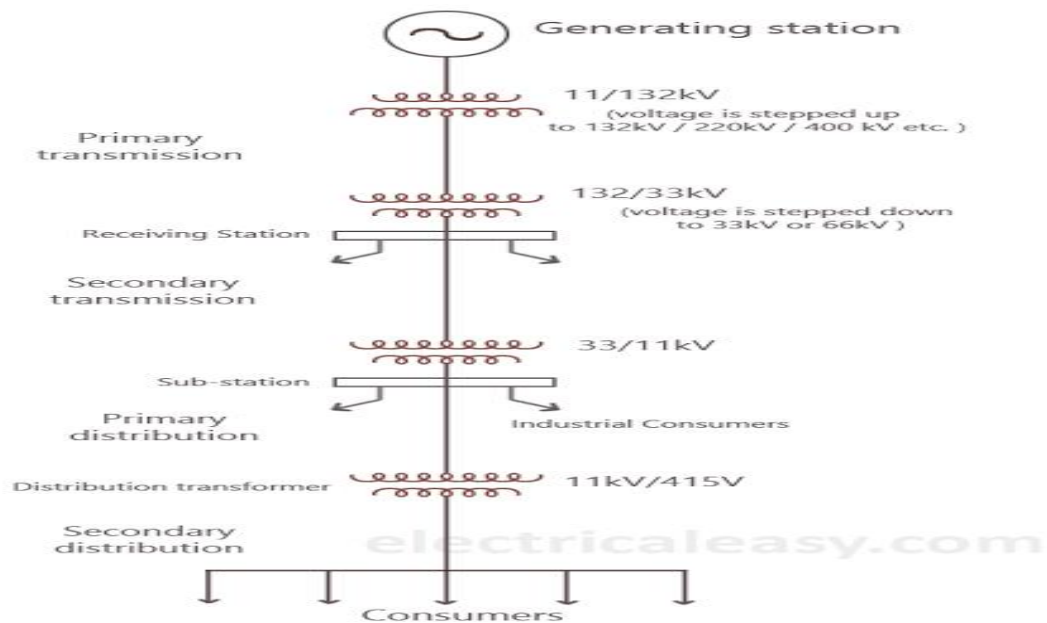 Generating station
11/132kV
(voltage is stepped up
to 132kV / 220kV / 400 kV etc. )
Primary
transmission
132/33kV
(voltage is stepped down
to 33kV or 66kV )
Receiving Station
Secondary
transmission
33/11kV
Sub-station
Primary
distribution
Industrial Consumers
Distribution transformer
11kV/415V
Secondary
distribution
electricaleasy.com
Consumers